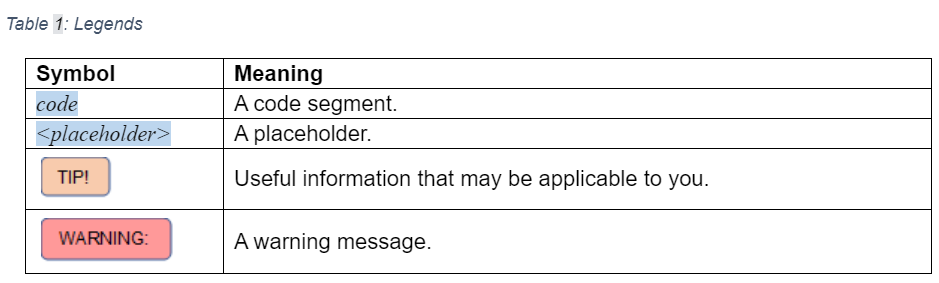 Table 1: Legends
Symbol Meaning
code A code segment.
<placeholder> A placeholder.
TIP! Useful information that may be applicable to you.
WARNING: A warning message.